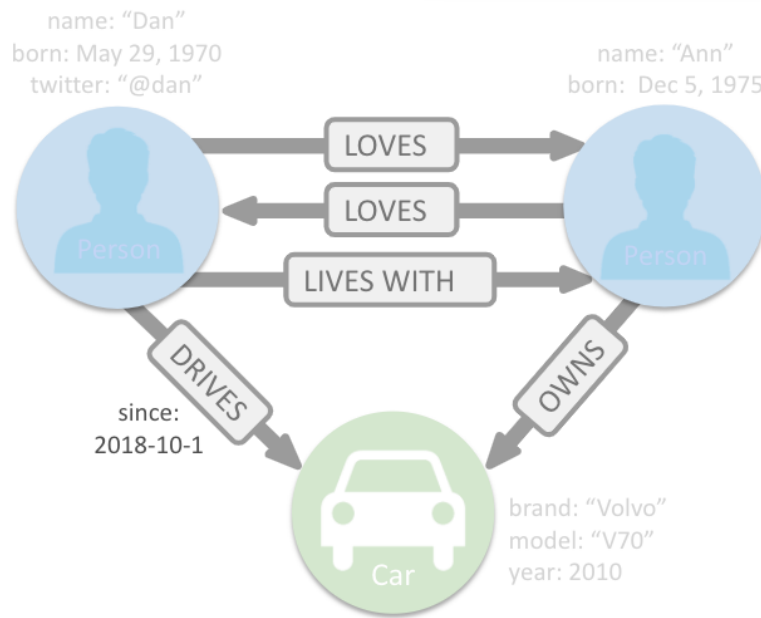 name: “Dan”
born: May 29, 1970
twitter: “@dan”
name: “Ann”
born:  Dec 5, 1975
LOVES
LOVES
Person
Person
LIVES WITH
DRIVES
OWNS
since:
2018-10-1
brand: “Volvo”
model: “V70”
year: 2010
Car